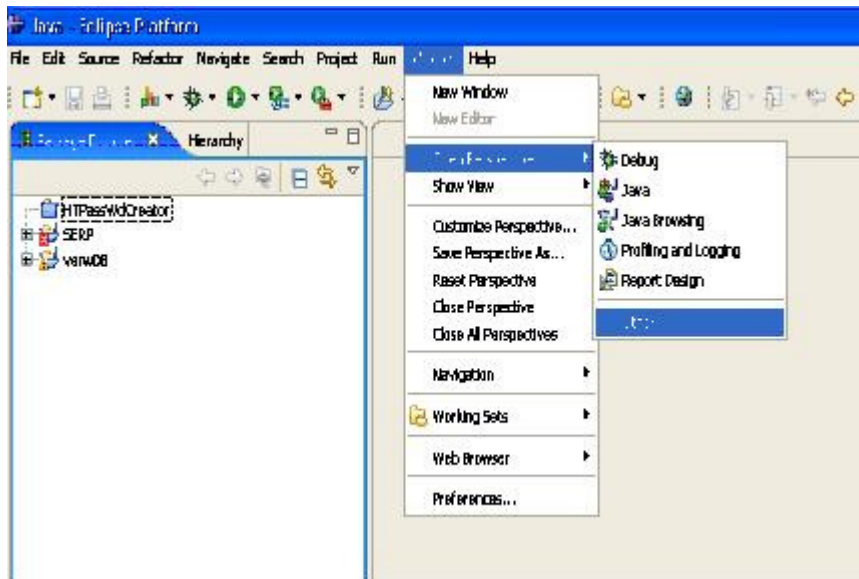 Java - Eclipse Platform
File Edit Source Refactor Navigate Search Project Run Help
New Window
New Editor
Hierarchy
Show View
Customize Perspective...
Save Perspective As...
Reset Perspective
Close Perspective
Close All Perspectives
Navigation
Working Sets
Web Browser
Preferences...
Debug
Java
Java Browsing
Profiling and Logging
Report Design
HTPassWdCreator
SERP